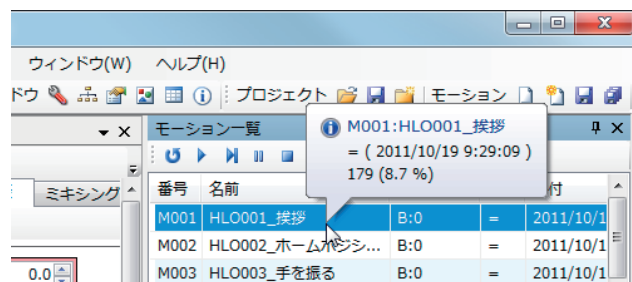 ウィンドウ(W) ヘルプ(H)
ドウ プロジェクト モーション
モーション一覧
M001:HLO001_挨拶
= ( 2011/10/19 9:29:09 )
179 (8.7 %)
ミキシング
番号 名前 付
M001 HLO001_挨拶 B:0 = 2011/10/1
M002 HLO002_ホームポジシ... B:0 = 2011/10/1
M003 HLO003_手を振る B:0 = 2011/10/1
0.0